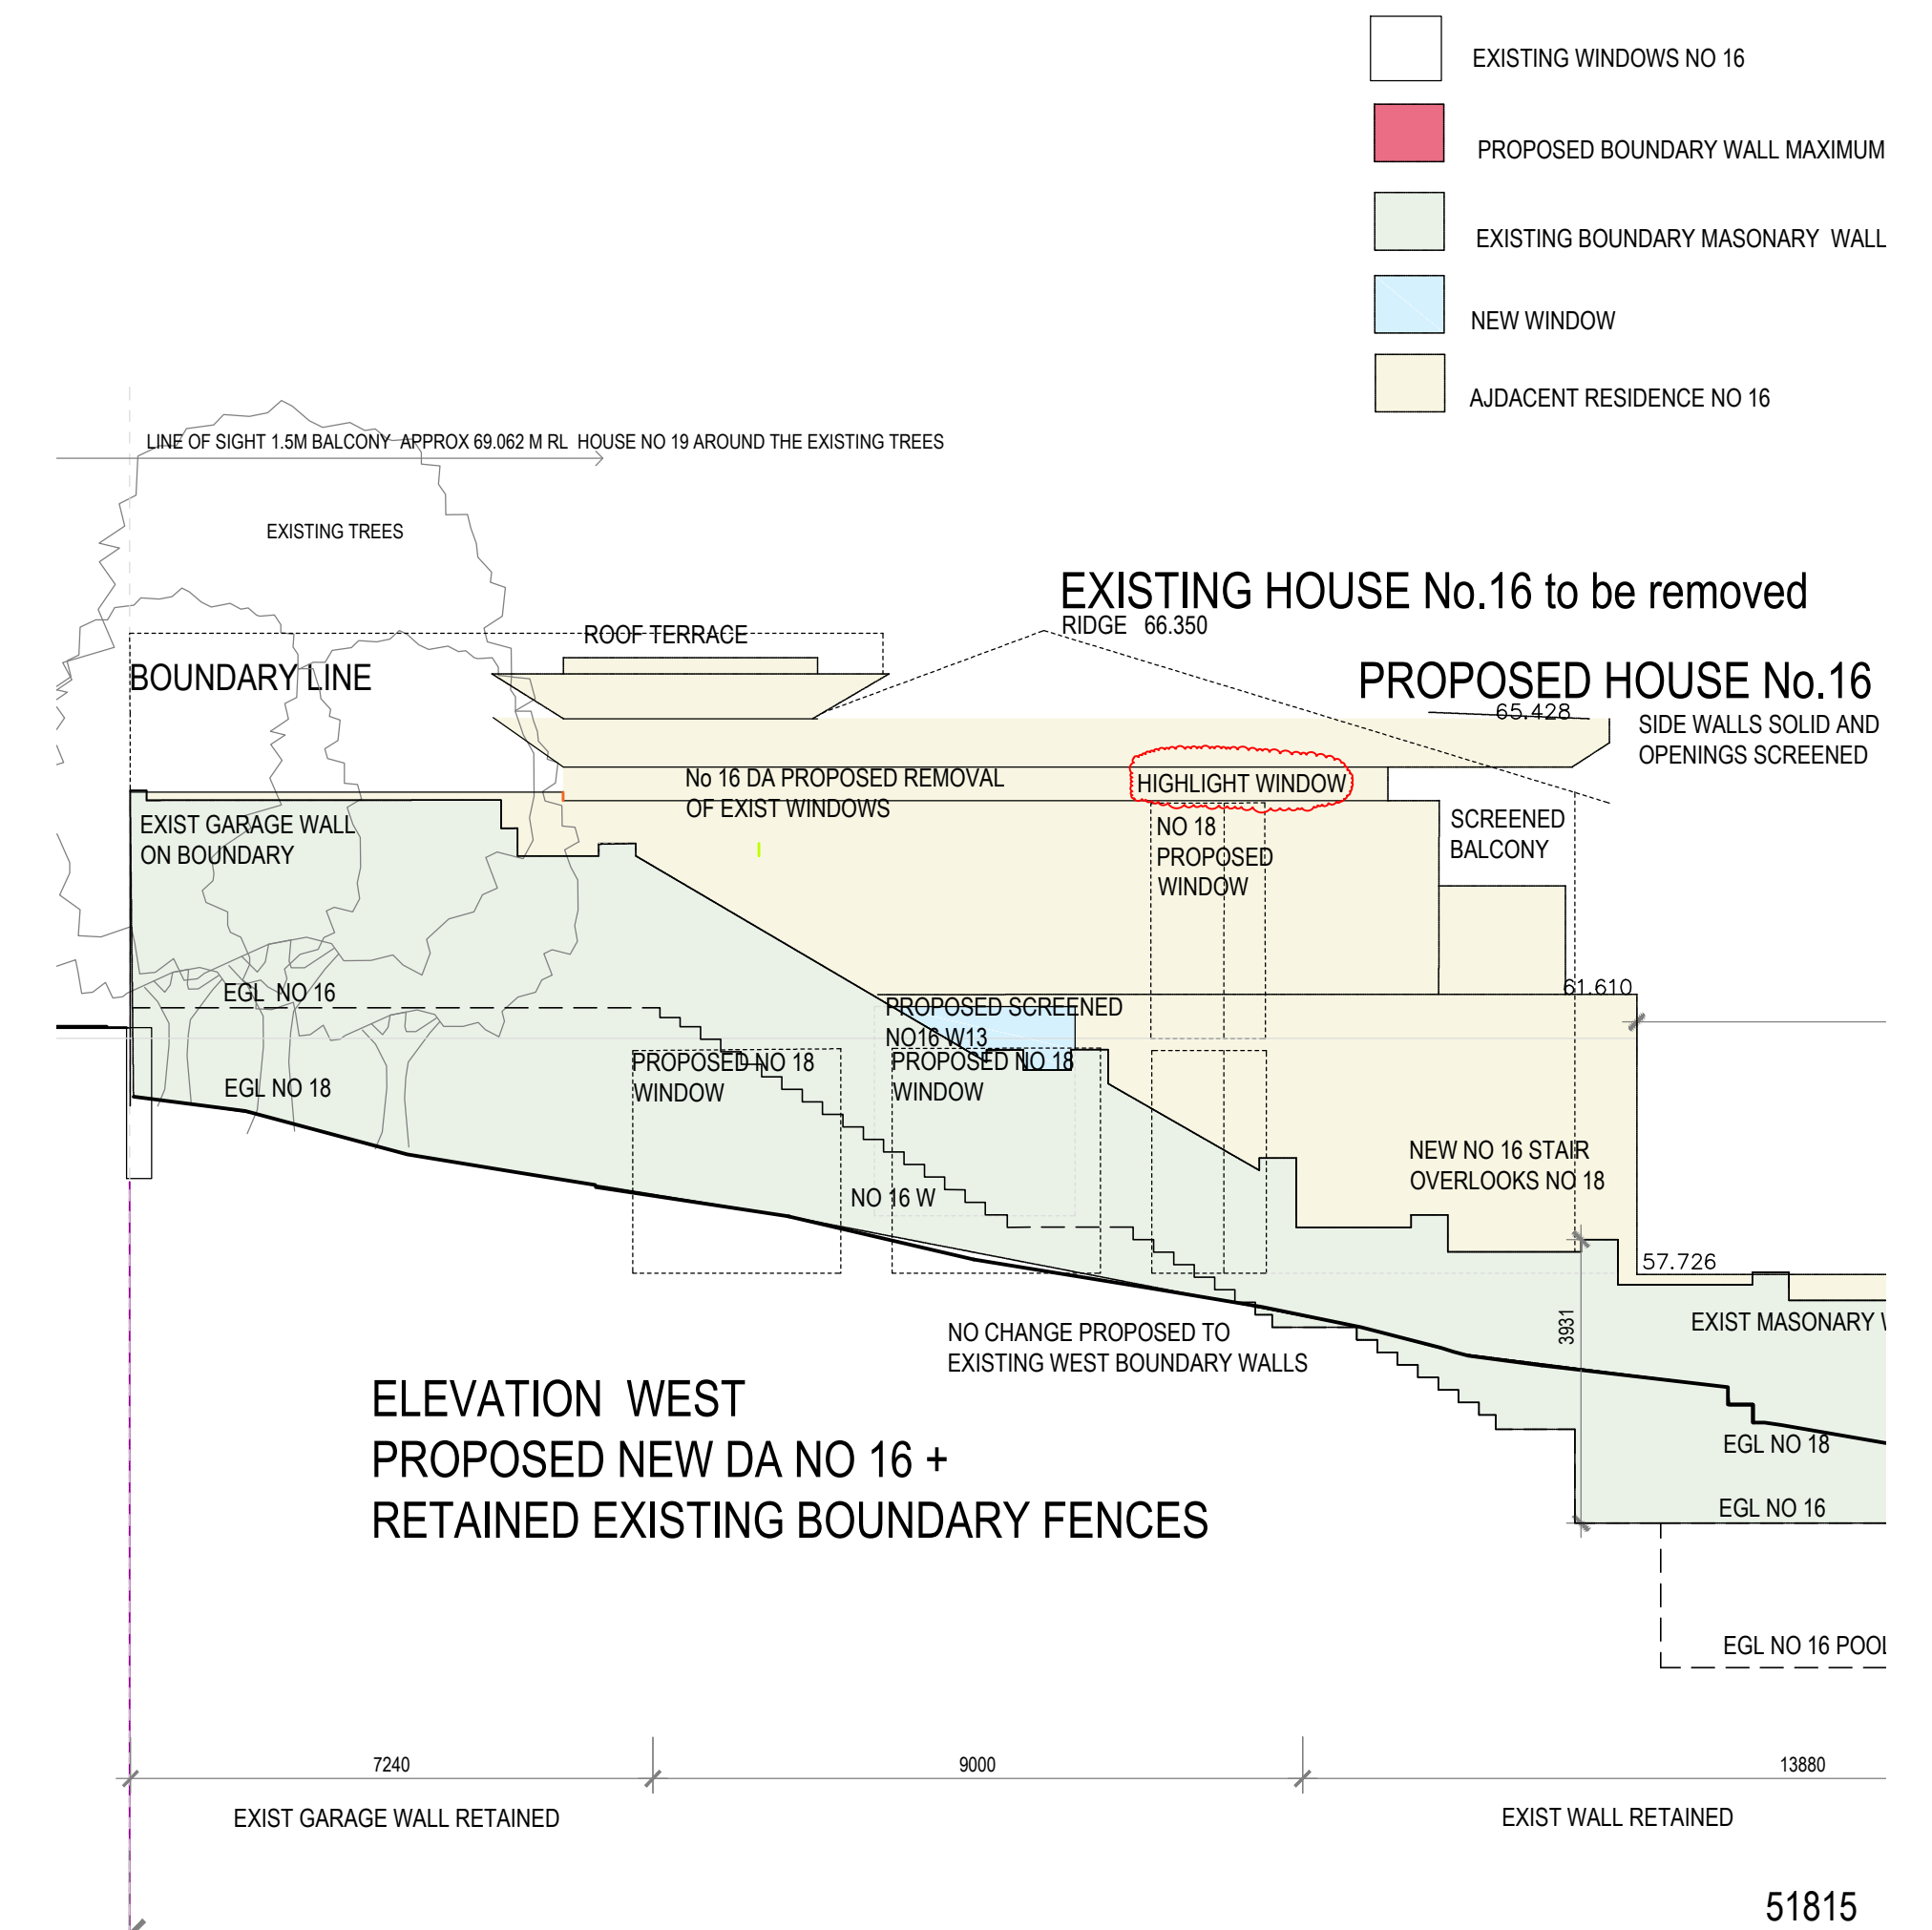 EXISTING WINDOWS NO 16
PROPOSED BOUNDARY WALL MAXIMUM
EXISTING BOUNDARY MASONARY WALL
NEW WINDOW
AJDACENT RESIDENCE NO 16
LINE OF SIGHT 1.5M BALCONY APPROX 69.062 M RL HOUSE NO 19 AROUND THE EXISTING TREES
EXISTING TREES
EXISTING HOUSE No.16 to be removed
RIDGE 66.350
ROOF TERRACE
BOUNDARY LINE
PROPOSED HOUSE No.16
65.428
SIDE WALLS SOLID AND
OPENINGS SCREENED
No 16 DA PROPOSED REMOVAL
OF EXIST WINDOWS
HIGHLIGHT WINDOW
EXIST GARAGE WALL
ON BOUNDARY
NO 18
PROPOSED
WINDOW
SCREENED
BALCONY
EGL NO 16
61.610
PROPOSED SCREENED
NO16 W13
PROPOSED NO 18
WINDOW
PROPOSED NO 18
WINDOW
EGL NO 18
NEW NO 16 STAIR
OVERLOOKS NO 18
NO 16 W
57.726
3931
EXIST MASONARY
NO CHANGE PROPOSED TO
EXISTING WEST BOUNDARY WALLS
ELEVATION WEST
PROPOSED NEW DA NO 16 +
RETAINED EXISTING BOUNDARY FENCES
EGL NO 18
EGL NO 16
EGL NO 16 POOL
7240
9000
13880
EXIST GARAGE WALL RETAINED
EXIST WALL RETAINED
51815